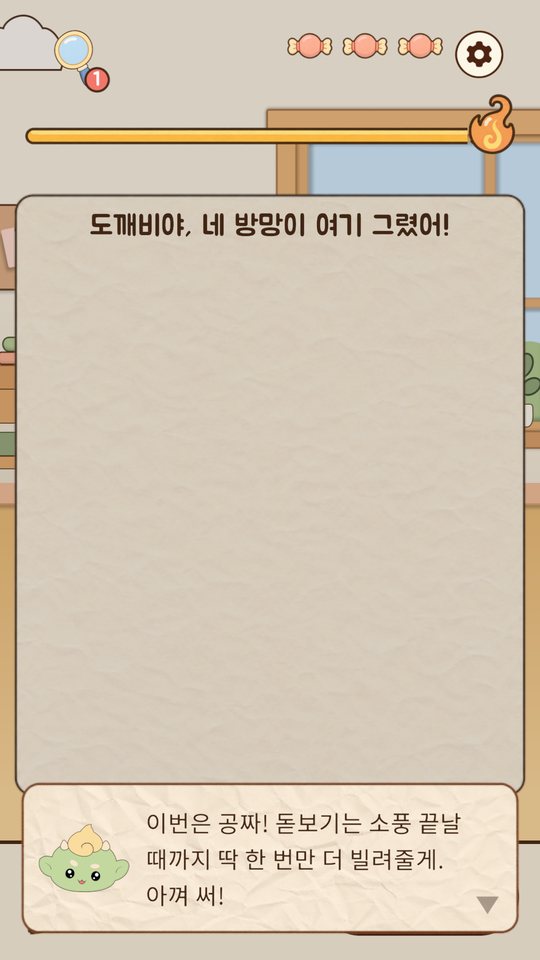 1
도깨비야, 네 방망이 여기 그렸어!
이번은 공짜! 돋보기는 소풍 끝날
때까지 딱 한 번만 더 빌려줄게.
아껴 써!